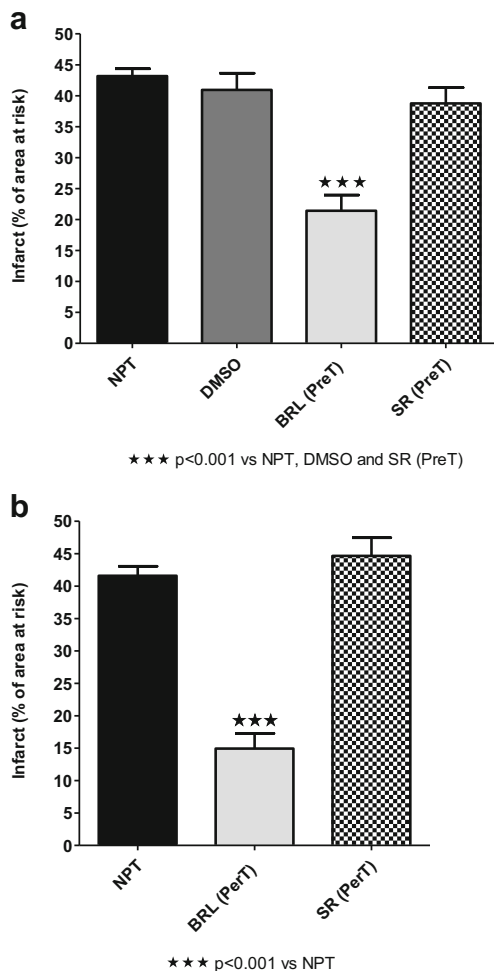 a
50
45
40
35
30
25
20
15
10
5
0
Infarct (% of area at risk)
★★★
NPT
DMSO
BRL (PreT)
SR (PreT)
★★★ p<0.001 vs NPT, DMSO and SR (PreT)
b
50
45
40
35
30
25
20
15
10
5
0
Infarct (% of area at risk)
★★★
NPT
BRL (PerT)
SR (PerT)
★★★ p<0.001 vs NPT